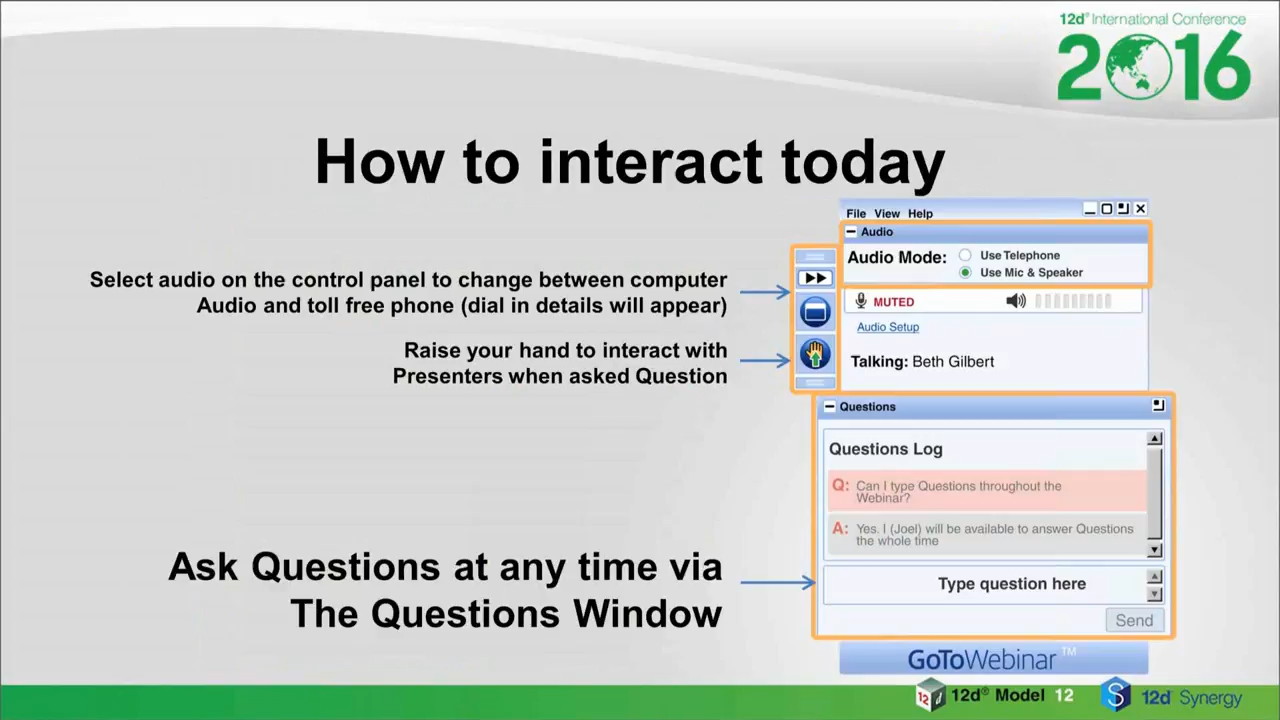 12d® International Conference
2016
How to interact today
File View Help
Audio
Audio Mode:
Use Telephone
Use Mic & Speaker
Select audio on the control panel to change between computer
Audio and toll free phone (dial in details will appear)
MUTED
Audio Setup
Raise your hand to interact with
Presenters when asked Question
Talking: Beth Gilbert
Questions
Questions Log
Q: Can I type Questions throughout the
Webinar?
A: Yes. I (Joel) will be available to answer Questions
the whole time
Ask Questions at any time via
The Questions Window
Type question here
Send
GoToWebinar™
12d® Model 12
12d Synergy